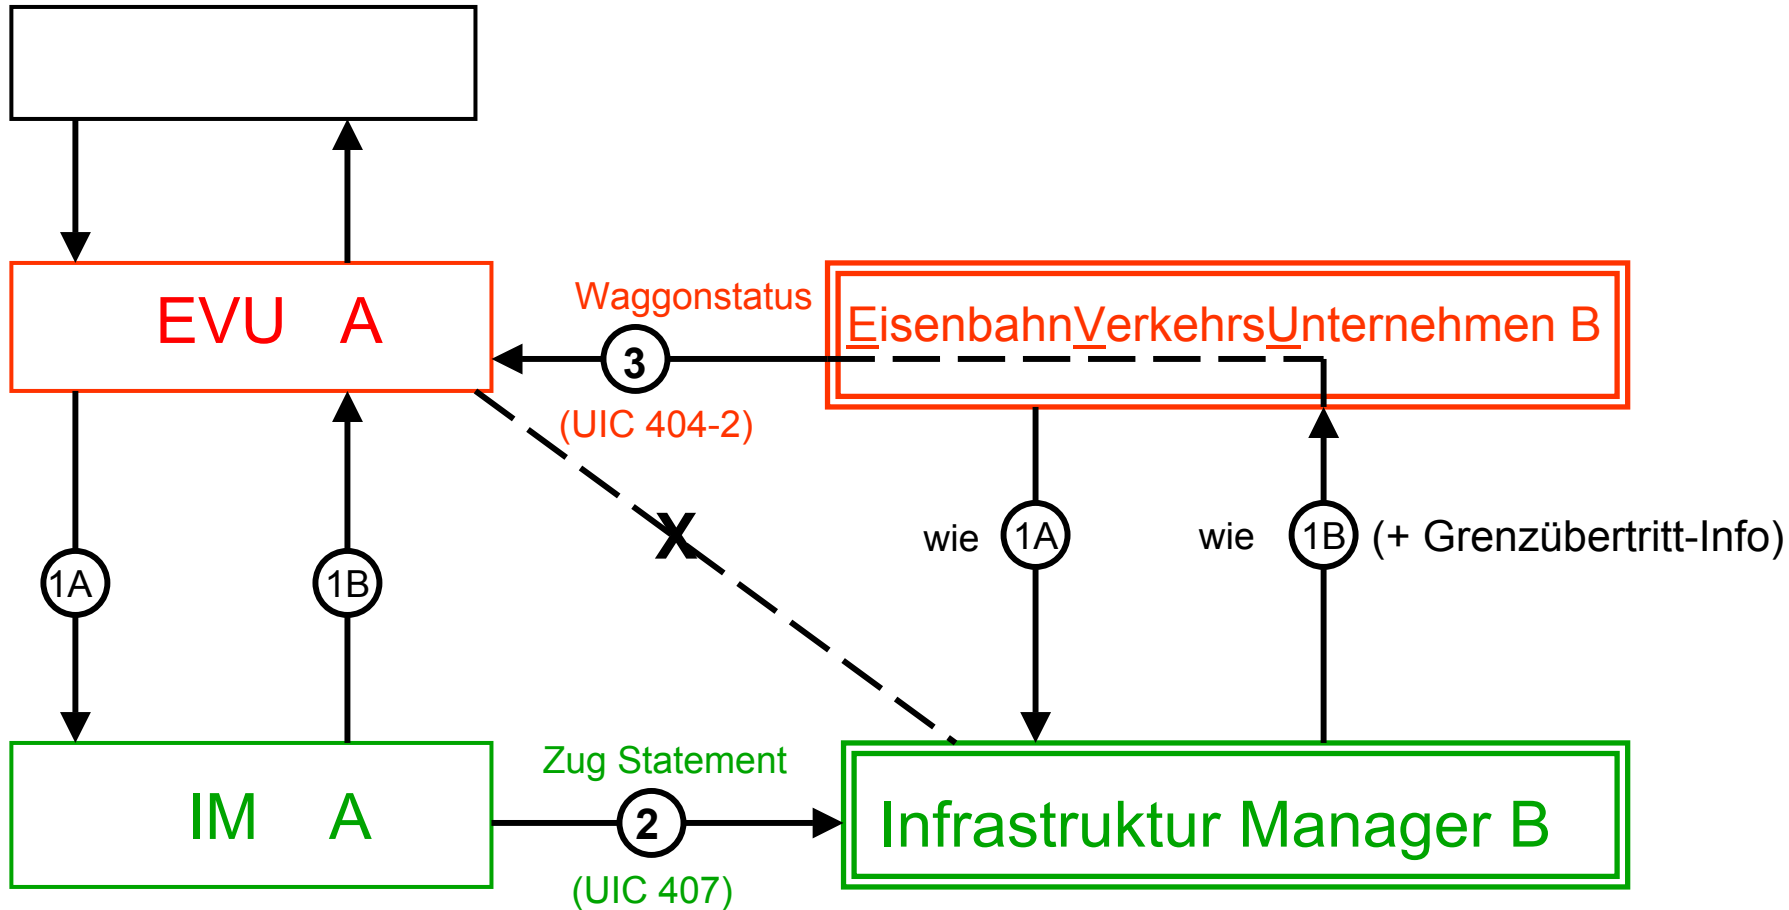 EVU A
Waggonstatus
EisenbahnVerkehrsUnternehmen B
3
(UIC 404-2)
1A
1B
X
wie 1A
wie 1B (+ Grenzübertritt-Info)
IM A
Zug Statement
2
(UIC 407)
Infrastruktur Manager B